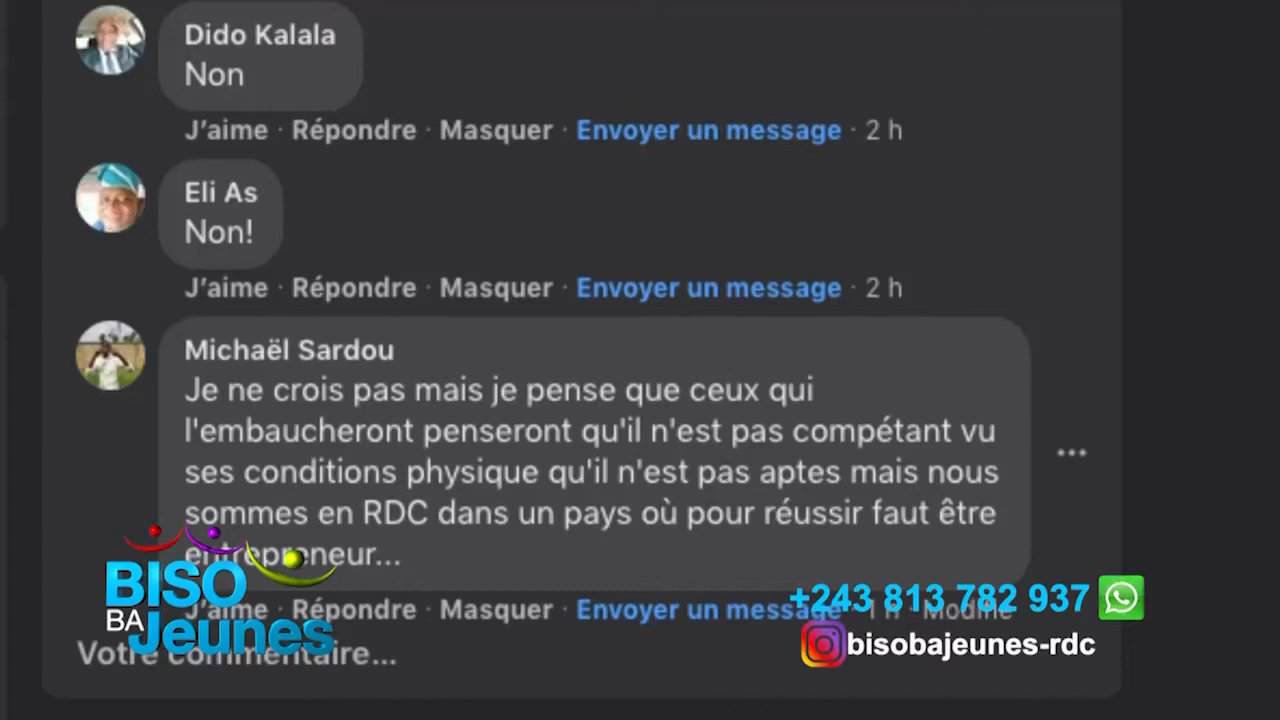 Dido Kalala
Non
J'aime · Répondre · Masquer · Envoyer un message · 2 h
Eli As
Non!
J'aime · Répondre · Masquer · Envoyer un message · 2 h
Michaël Sardou
Je ne crois pas mais je pense que ceux qui
l'embaucheront penseront qu'il n'est pas compétant vu
ses conditions physique qu'il n'est pas aptes mais nous
sommes en RDC dans un pays où pour réussir faut être
entrepreneur...
J'aime · Répondre · Masquer · Envoyer un message · 1 h · Modifié
Votre commentaire...
BISO
BA
Jeunes
+243 813 782 937
bisobajeunes-rdc